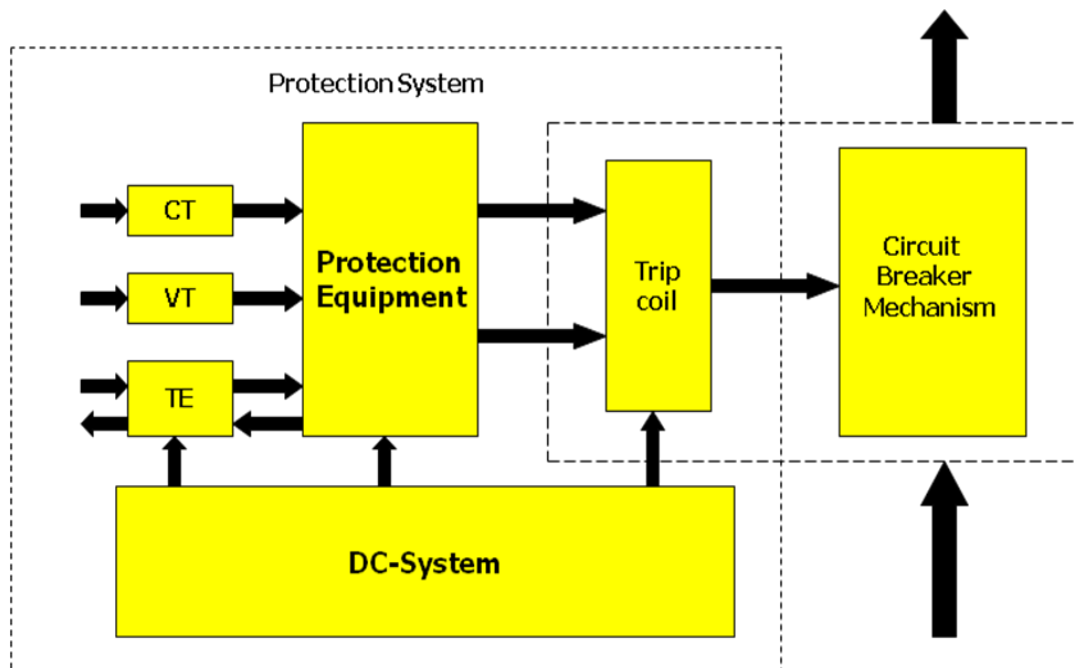 Protection System
CT
VT
TE
Protection
Equipment
Trip
coil
Circuit
Breaker
Mechanism
DC-System